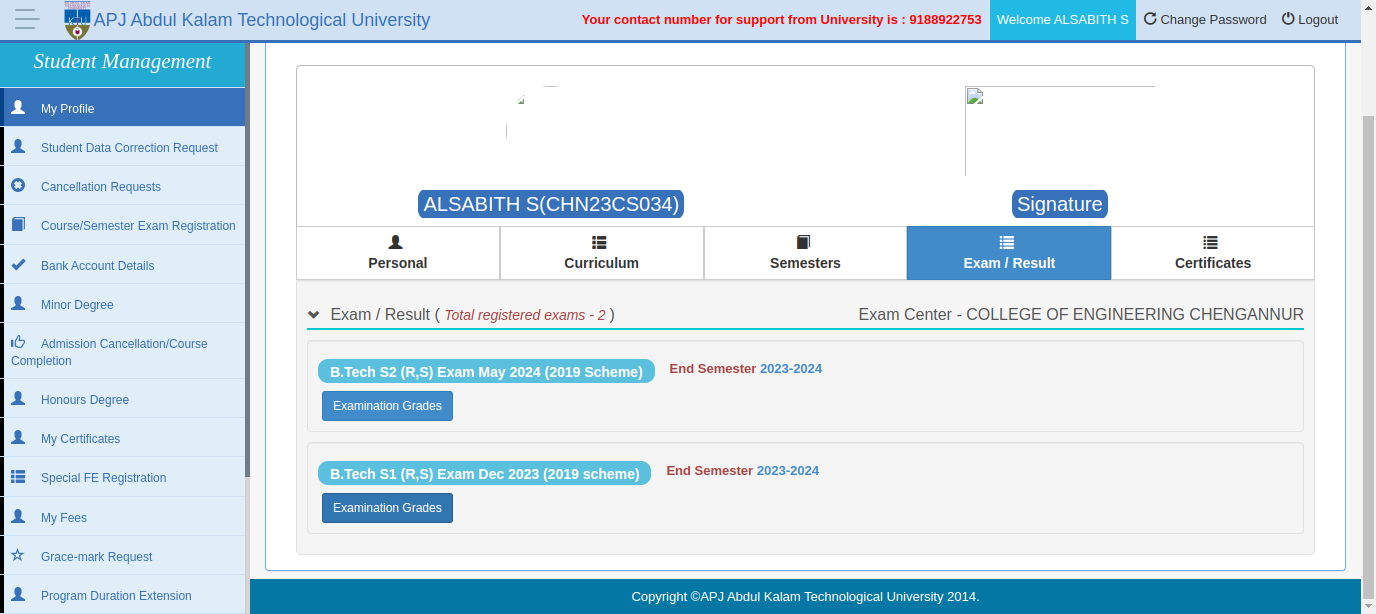 APJ Abdul Kalam Technological University
Your contact number for support from University is : 9188922753
Welcome ALSABITH S
Change Password
Logout
Student Management
My Profile
Student Data Correction Request
Cancellation Requests
Course/Semester Exam Registration
Bank Account Details
Minor Degree
Admission Cancellation/Course
Completion
Honours Degree
My Certificates
Special FE Registration
My Fees
Grace-mark Request
Program Duration Extension
ALSABITH S(CHN23CS034)
Signature
Personal
Curriculum
Semesters
Exam / Result
Certificates
Exam / Result ( Total registered exams - 2 )
Exam Center - COLLEGE OF ENGINEERING CHENGANNUR
B.Tech S2 (R,S) Exam May 2024 (2019 Scheme)
End Semester 2023-2024
Examination Grades
B.Tech S1 (R,S) Exam Dec 2023 (2019 scheme)
End Semester 2023-2024
Examination Grades
Copyright ©APJ Abdul Kalam Technological University 2014.